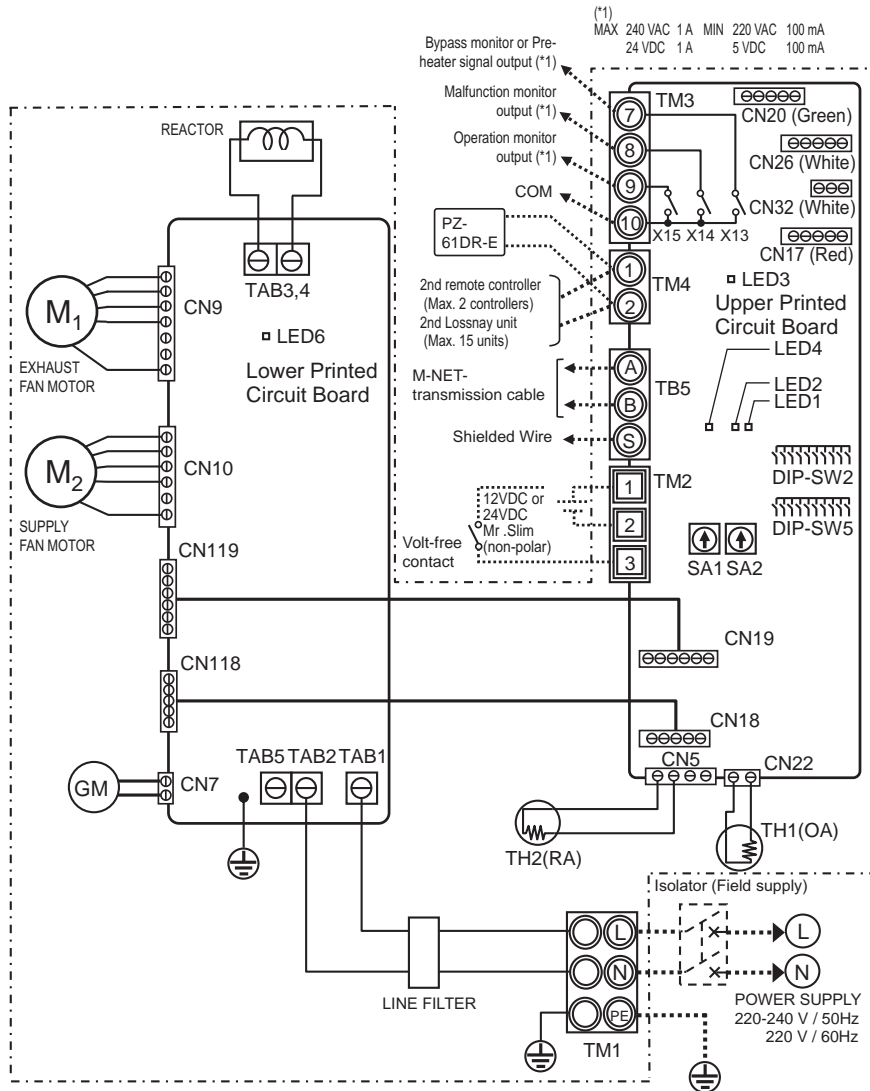 (*1)
MAX 240 VAC 1 A MIN 220 VAC 100 mA
24 VDC 1 A 5 VDC 100 mA
Bypass monitor or Pre-
heater signal output (*1)
Malfunction monitor
output (*1)
Operation monitor
output (*1)
COM
7
8
9
10
TM3
X15 X14 X13
CN20 (Green)
CN26 (White)
CN32 (White)
CN17 (Red)
PZ-
61DR-E
2nd remote controller
(Max. 2 controllers)
2nd Lossnay unit
(Max. 15 units)
1
2
TM4
LED3
Upper Printed
Circuit Board
LED4
LED2
LED1
M-NET-
transmission cable
Shielded Wire
A
B
S
TB5
12VDC or
24VDC
Mr .Slim
(non-polar)
Volt-free
contact
1
2
3
TM2
DIP-SW2
DIP-SW5
SA1 SA2
REACTOR
TAB3,4
LED6
Lower Printed
Circuit Board
M1
EXHAUST
FAN MOTOR
CN9
M2
SUPPLY
FAN MOTOR
CN10
CN119
CN19
CN118
CN18
GM
CN7
TAB5 TAB2 TAB1
CN5
CN22
TH2(RA)
TH1(OA)
LINE FILTER
L
N
PE
TM1
Isolator (Field supply)
L
N
POWER SUPPLY
220-240 V / 50Hz
220 V / 60Hz